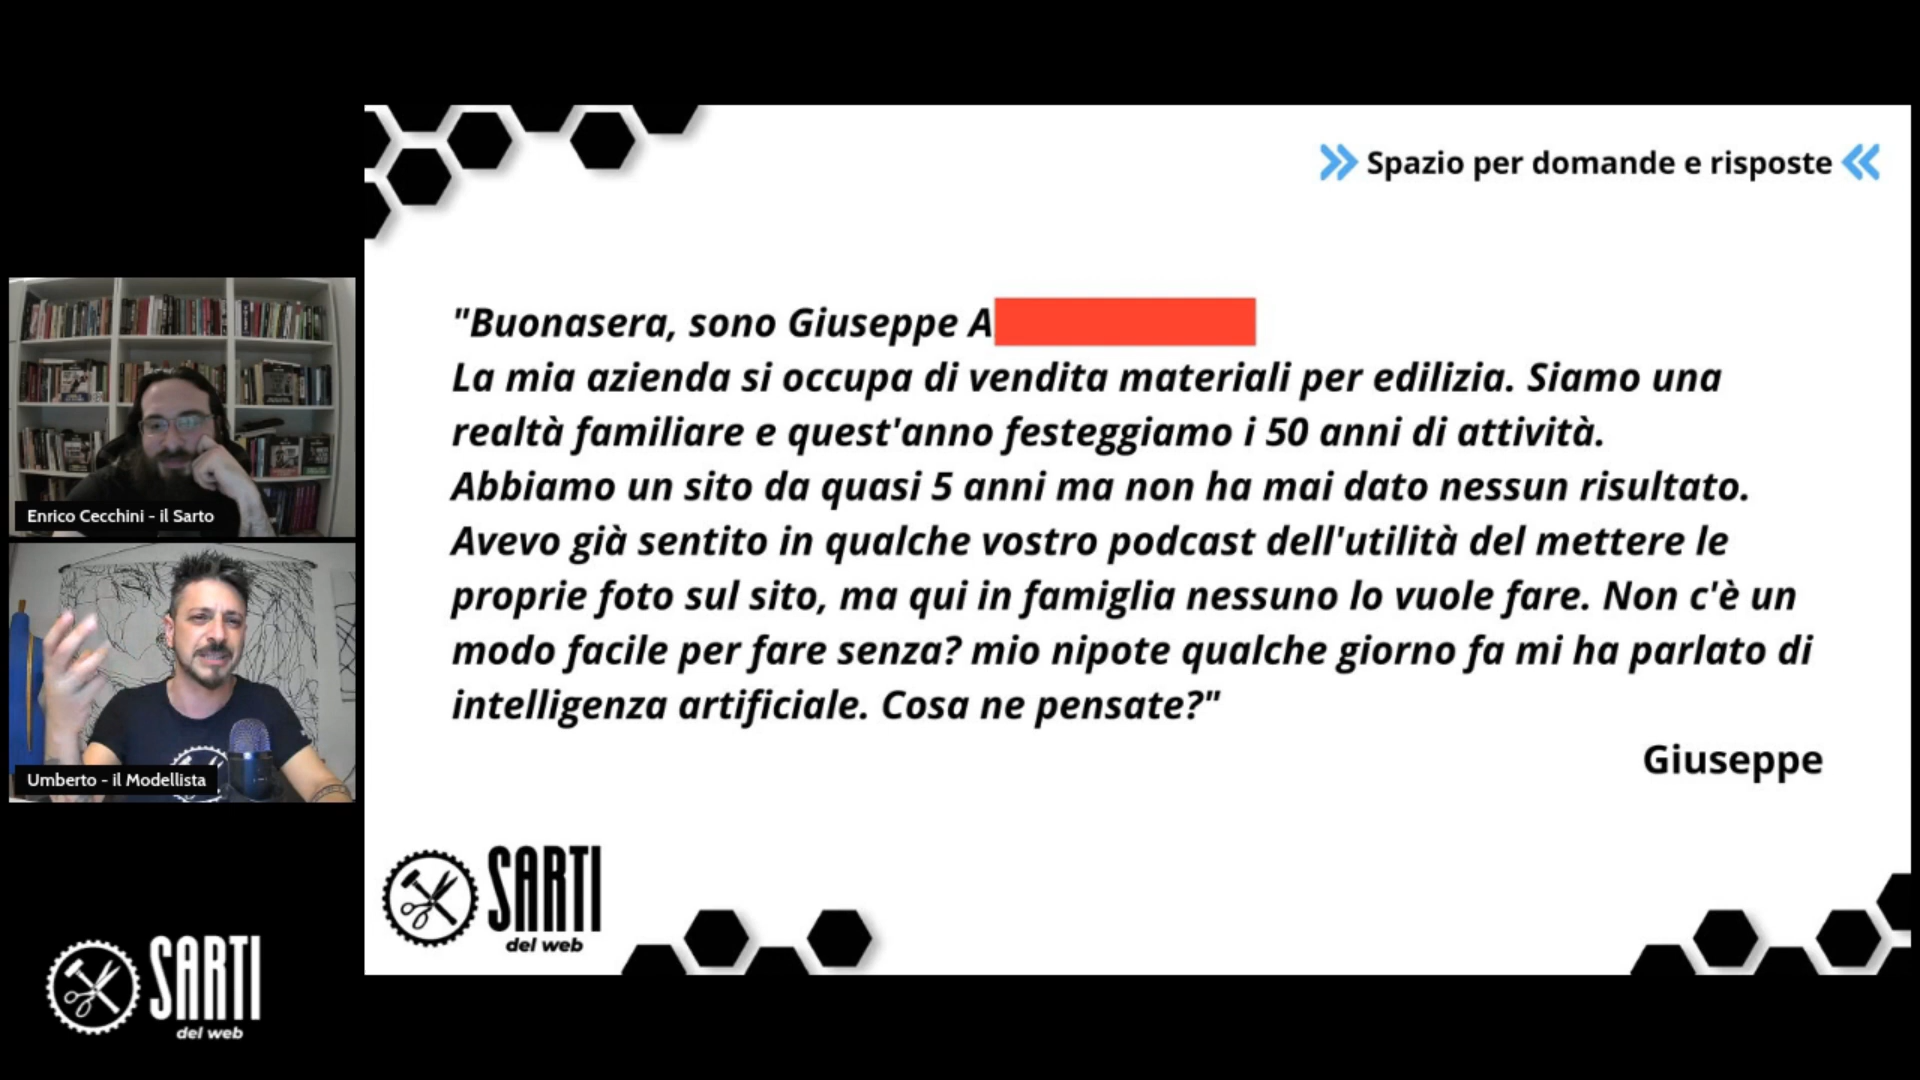 Spazio per domande e risposte
"Buonasera, sono Giuseppe A
La mia azienda si occupa di vendita materiali per edilizia. Siamo una
realtà familiare e quest'anno festeggiamo i 50 anni di attività.
Abbiamo un sito da quasi 5 anni ma non ha mai dato nessun risultato.
Avevo già sentito in qualche vostro podcast dell'utilità del mettere le
proprie foto sul sito, ma qui in famiglia nessuno lo vuole fare. Non c'è un
modo facile per fare senza? mio nipote qualche giorno fa mi ha parlato di
intelligenza artificiale. Cosa ne pensate?"
Giuseppe
Enrico Cecchini - il Sarto
Umberto - il Modellista
SARTI
del web
SARTI
del web